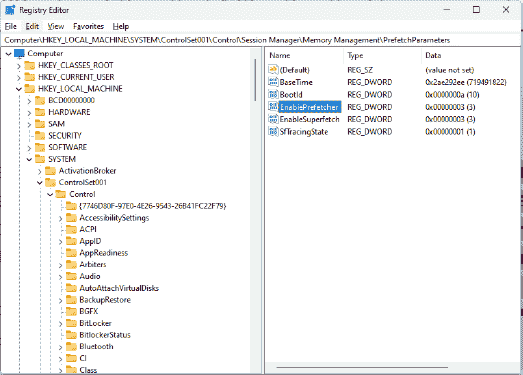 Registry Editor
File Edit View Favorites Help
Computer\HKEY_LOCAL_MACHINE\SYSTEM\ControlSet001\Control\Session Manager\Memory Management\PrefetchParameters
Computer
HKEY_CLASSES_ROOT
HKEY_CURRENT_USER
HKEY_LOCAL_MACHINE
BCD00000000
HARDWARE
SAM
SECURITY
SOFTWARE
SYSTEM
ActivationBroker
ControlSet001
Control
{7746D80F-97E0-4E26-9543-26B41FC22F79}
AccessibilitySettings
ACPI
AppID
AppReadiness
Arbiters
Audio
AutoAttachVirtualDisks
BackupRestore
BGFX
BitLocker
BitlockerStatus
Bluetooth
CI
Class
Name Type Data
(Default) REG_SZ (value not set)
BaseTime REG_DWORD 0x2ae292ee (719491822)
BootId REG_DWORD 0x0000000a (10)
EnablePrefetcher REG_DWORD 0x00000003 (3)
EnableSuperfetch REG_DWORD 0x00000003 (3)
SfTracingState REG_DWORD 0x00000001 (1)